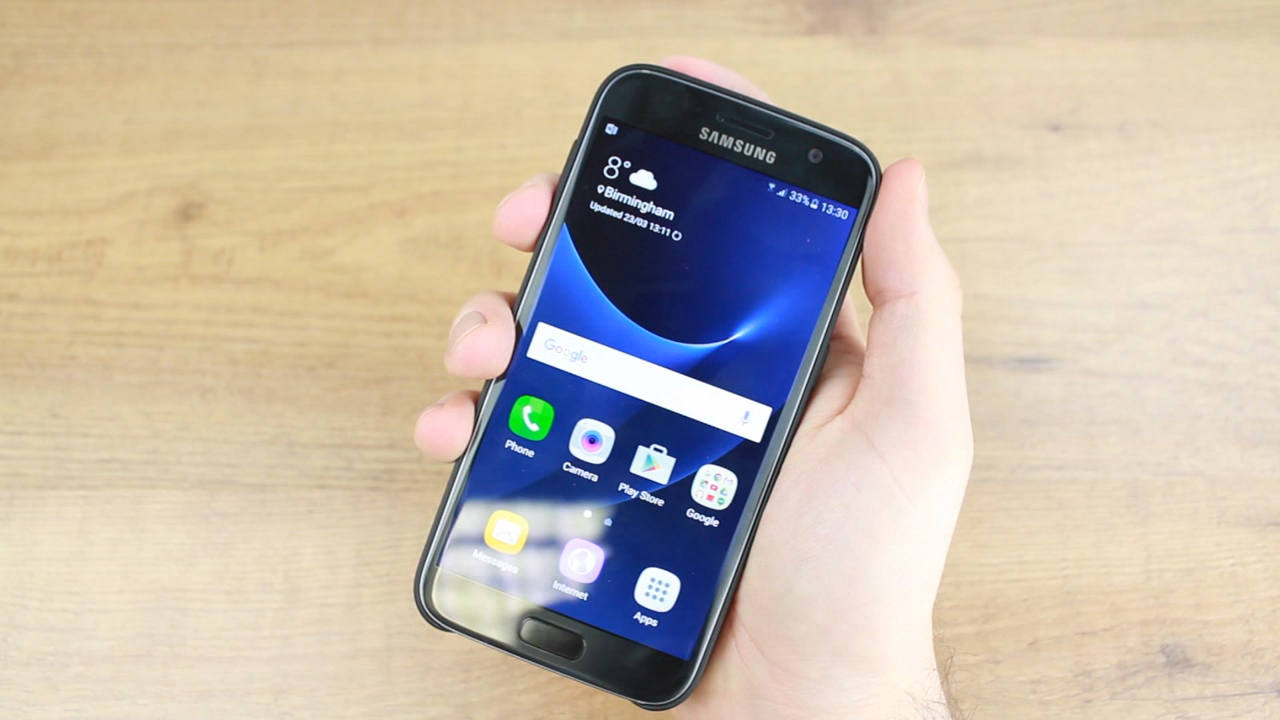 SAMSUNG
33% 13:30
8°
Birmingham
Updated 23/03 13:11
Google
Phone
Camera
Play Store
Google
Messages
Internet
Apps